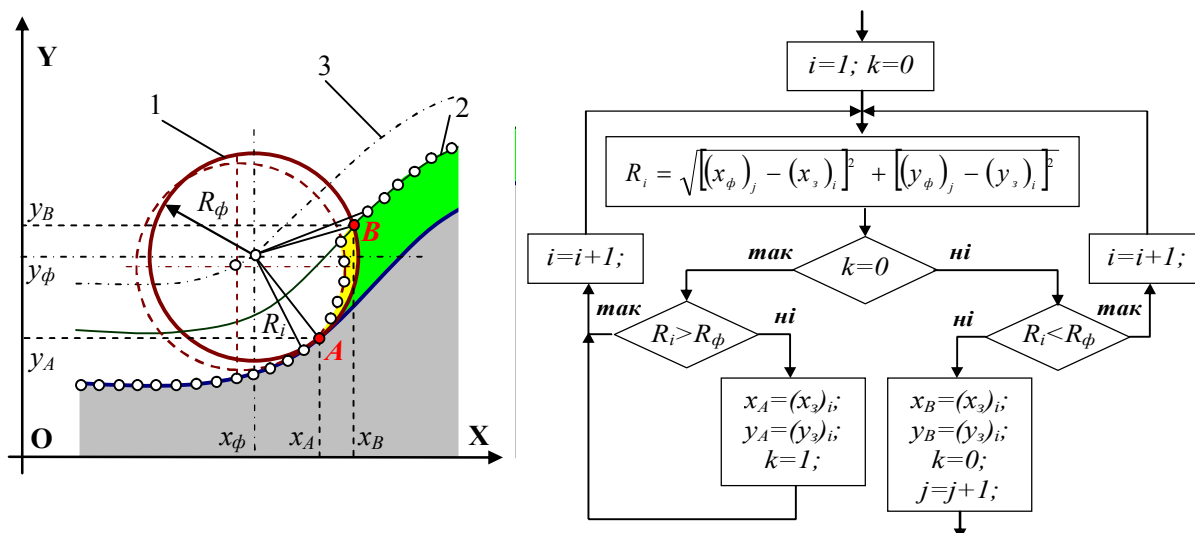 Y
1
3
2
y_B
R_ф
B
y_ф
R_i
y_A
A
O
x_ф
x_A
x_B
X
i=1; k=0
R_i = √[(x_ф)_j − (x_з)_i]² + [(y_ф)_j − (y_з)_i]²
i=i+1;
так
k=0
ні
i=i+1;
так
R_i>R_ф
ні
ні
R_i<R_ф
так
x_A=(x_з)_i;
y_A=(y_з)_i;
k=1;
x_B=(x_з)_i;
y_B=(y_з)_i;
k=0;
j=j+1;